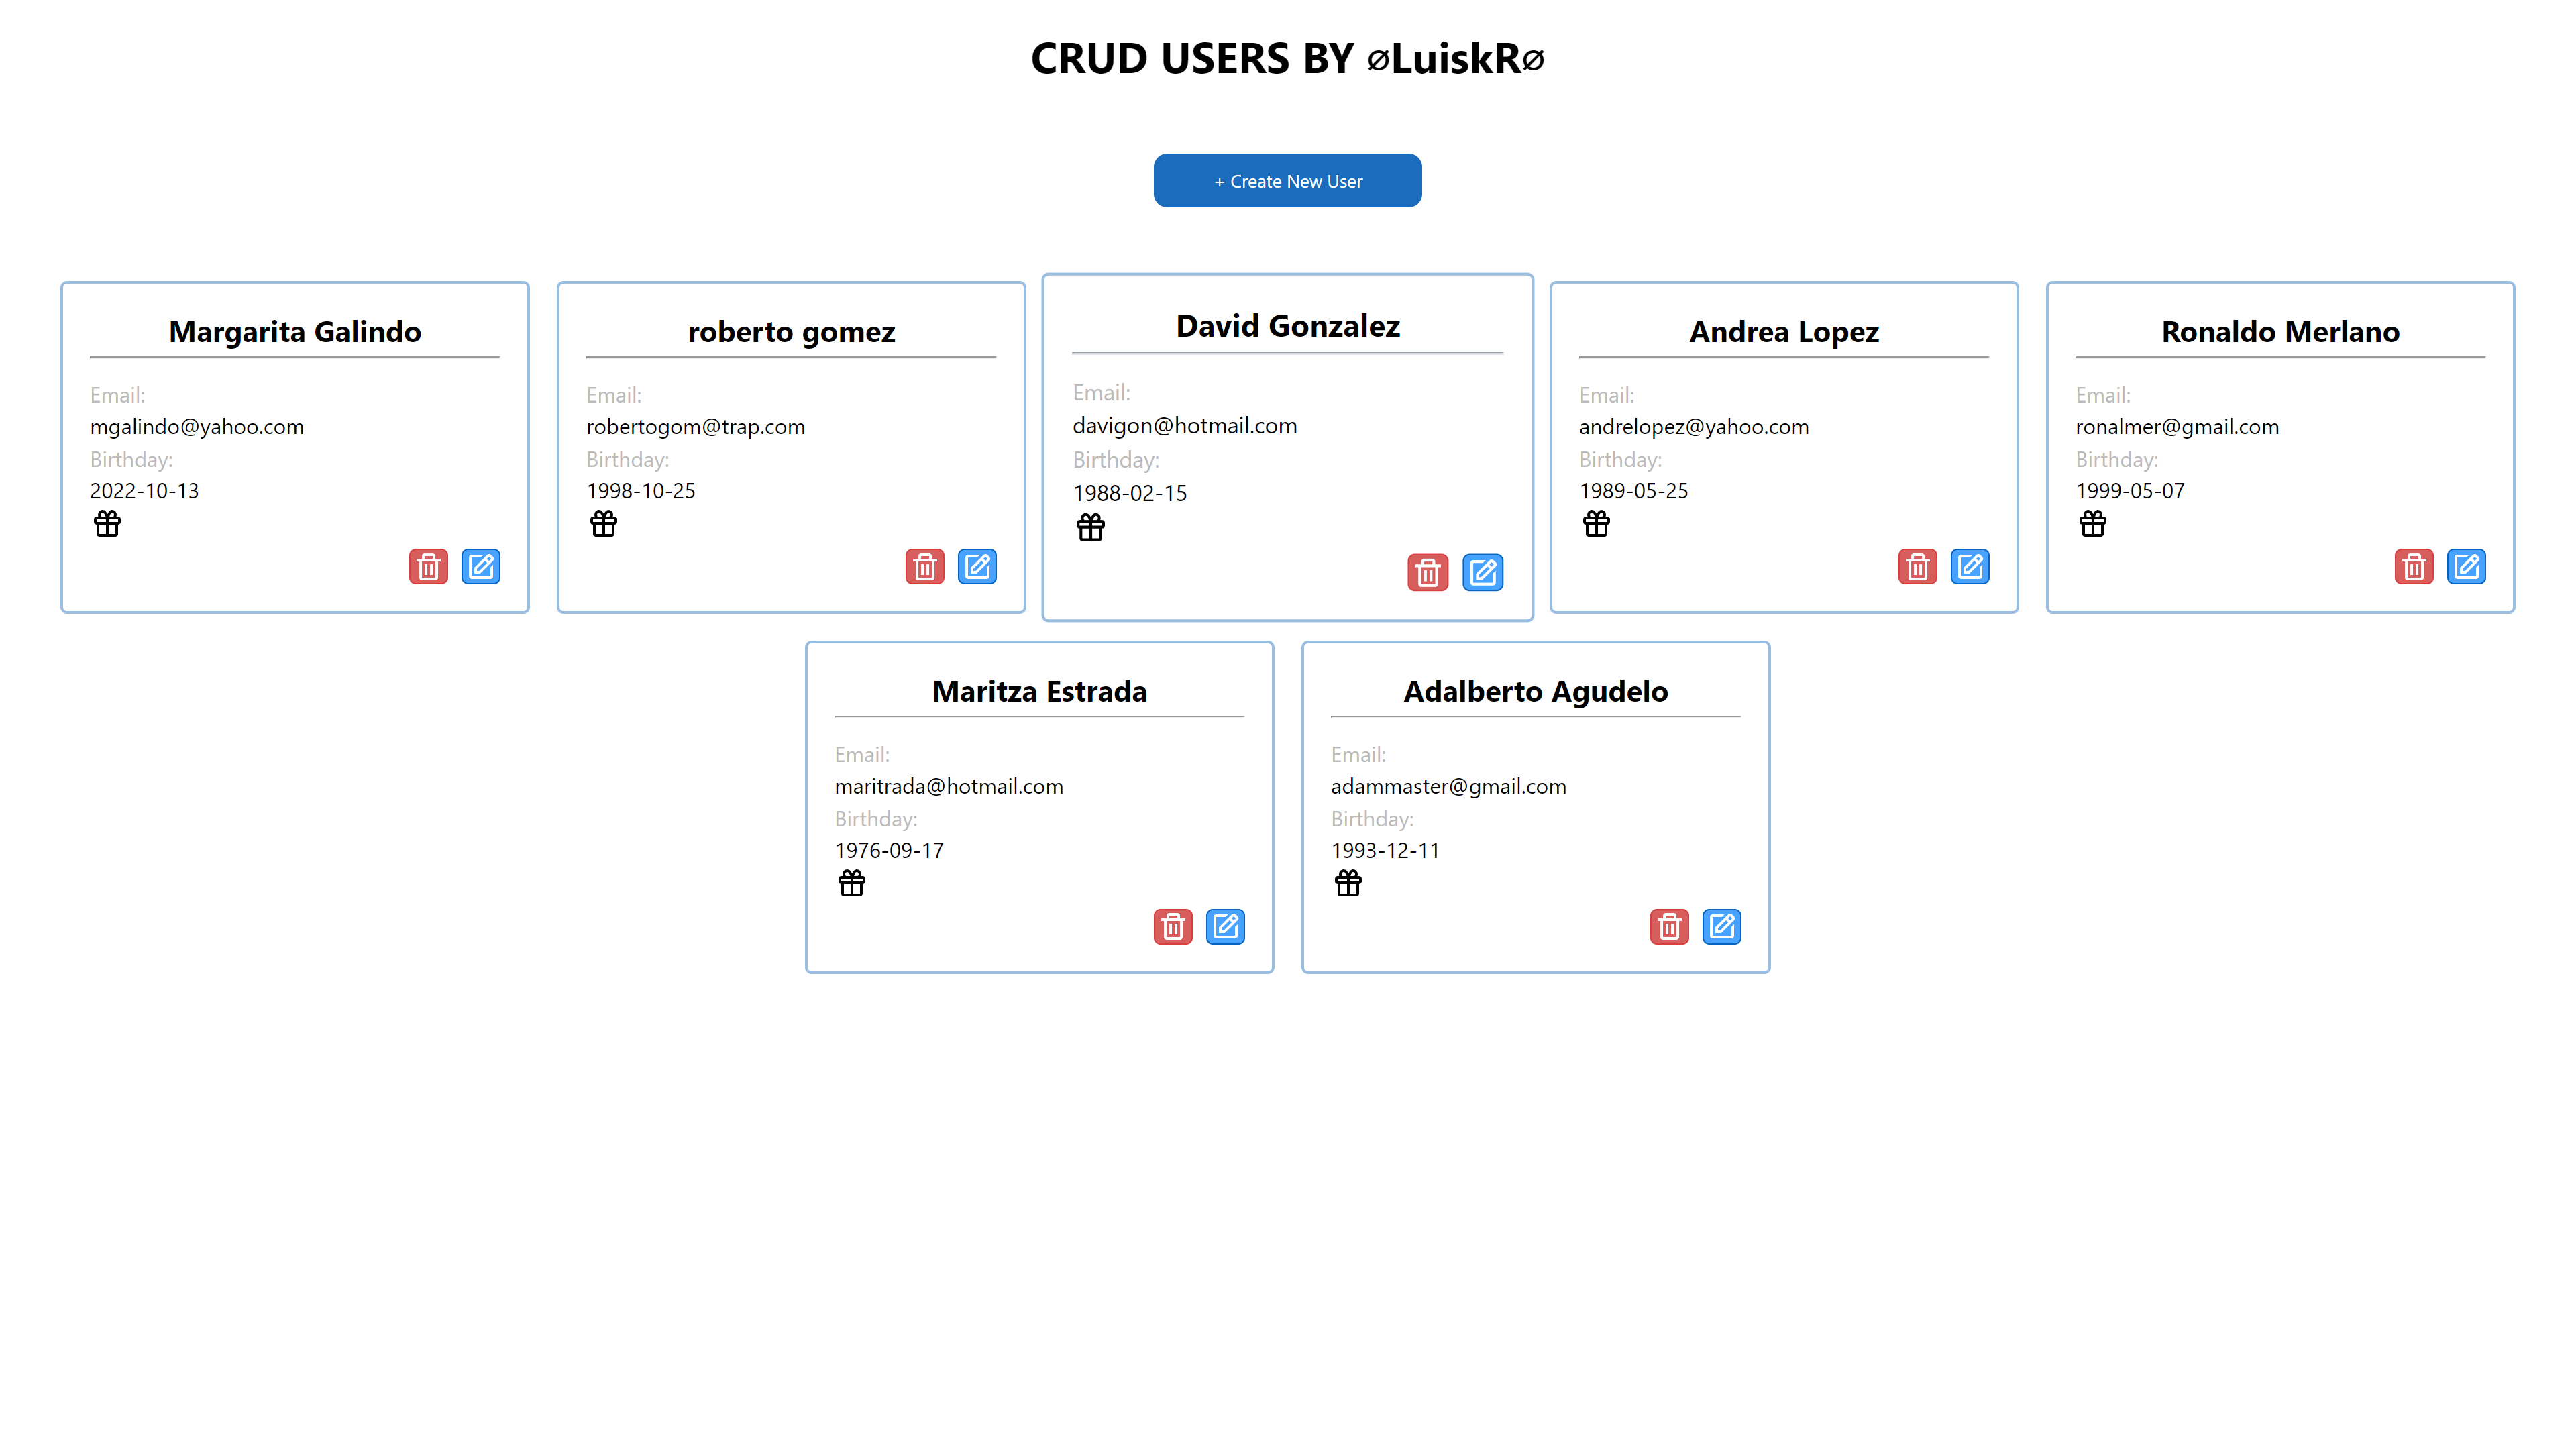 CRUD USERS BY ⌀LuiskR⌀
+ Create New User
Margarita Galindo
Email:
mgalindo@yahoo.com
Birthday:
2022-10-13
roberto gomez
Email:
robertogom@trap.com
Birthday:
1998-10-25
David Gonzalez
Email:
davigon@hotmail.com
Birthday:
1988-02-15
Andrea Lopez
Email:
andrelopez@yahoo.com
Birthday:
1989-05-25
Ronaldo Merlano
Email:
ronalmer@gmail.com
Birthday:
1999-05-07
Maritza Estrada
Email:
maritrada@hotmail.com
Birthday:
1976-09-17
Adalberto Agudelo
Email:
adammaster@gmail.com
Birthday:
1993-12-11